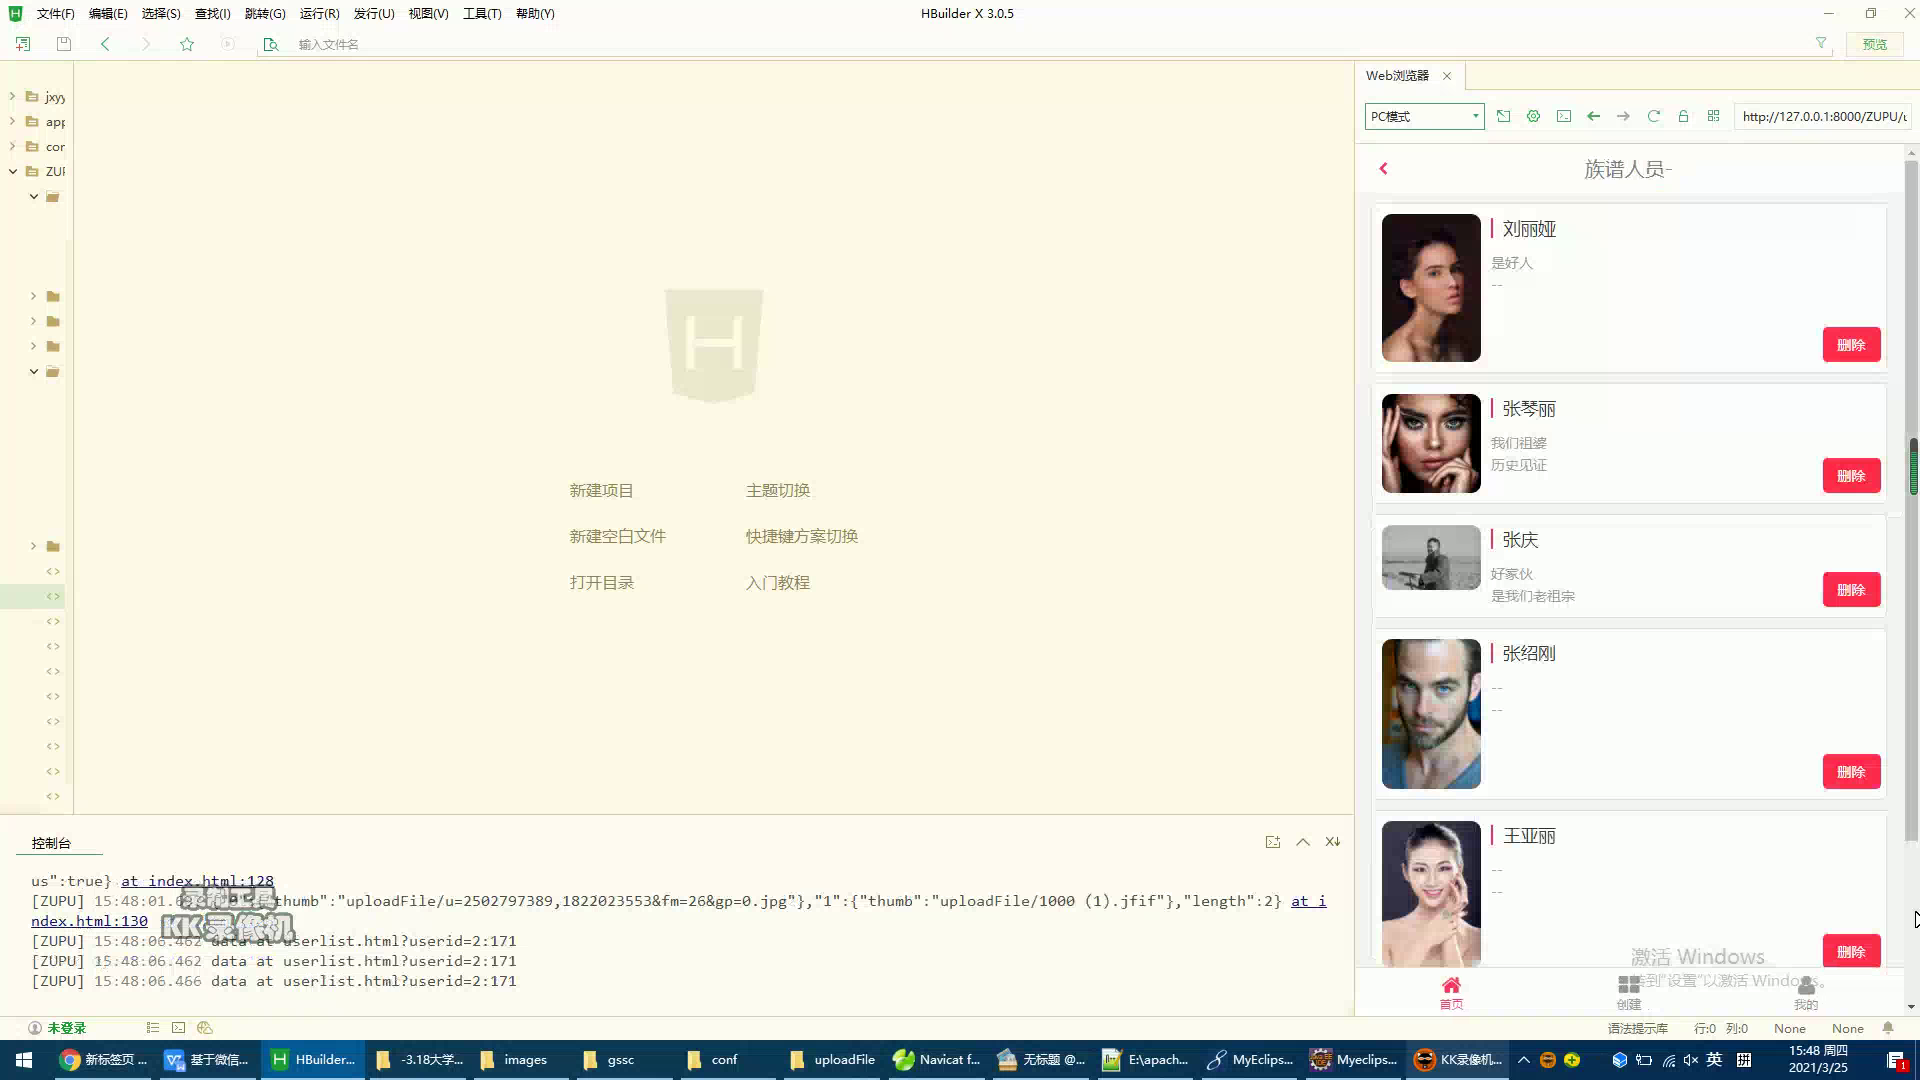 文件(F) 编辑(E) 选择(S) 查找(I) 跳转(G) 运行(R) 发行(U) 视图(V) 工具(T) 帮助(Y)
HBuilder X 3.0.5
输入文件名
预览
jxyy
app
ZUP
新建项目 主题切换
新建空白文件 快捷键方案切换
打开目录 入门教程
Web浏览器
PC模式
http://127.0.0.1:8000/ZUPU/
族谱人员-
刘丽娅
是好人
--
删除
张琴丽
我们祖婆
历史见证
删除
张庆
好家伙
是我们老祖宗
删除
张绍刚
--
--
删除
王亚丽
--
--
删除
激活 Windows
转到"设置"以激活 Windows。
首页 创建 我的
控制台
us":true} at index.html:128
[ZUPU] 15:48:01. thumb":"uploadFile/u=2502797389,1822023553&fm=26&gp=0.jpg"},"1":{"thumb":"uploadFile/1000 (1).jfif"},"length":2} at i
ndex.html:130
录制工具
KK录像机
[ZUPU] 15:48:06.462 data at userlist.html?userid=2:171
[ZUPU] 15:48:06.462 data at userlist.html?userid=2:171
[ZUPU] 15:48:06.466 data at userlist.html?userid=2:171
未登录
语法提示库 行:0 列:0 None None
新标签页 ... 基于微信... HBuilder... -3.18大学... images gssc conf uploadFile Navicat f... 无标题 @... E:\apach... MyEclips... Myeclips... KK录像机...
英 拼
15:48 周四
2021/3/25
1